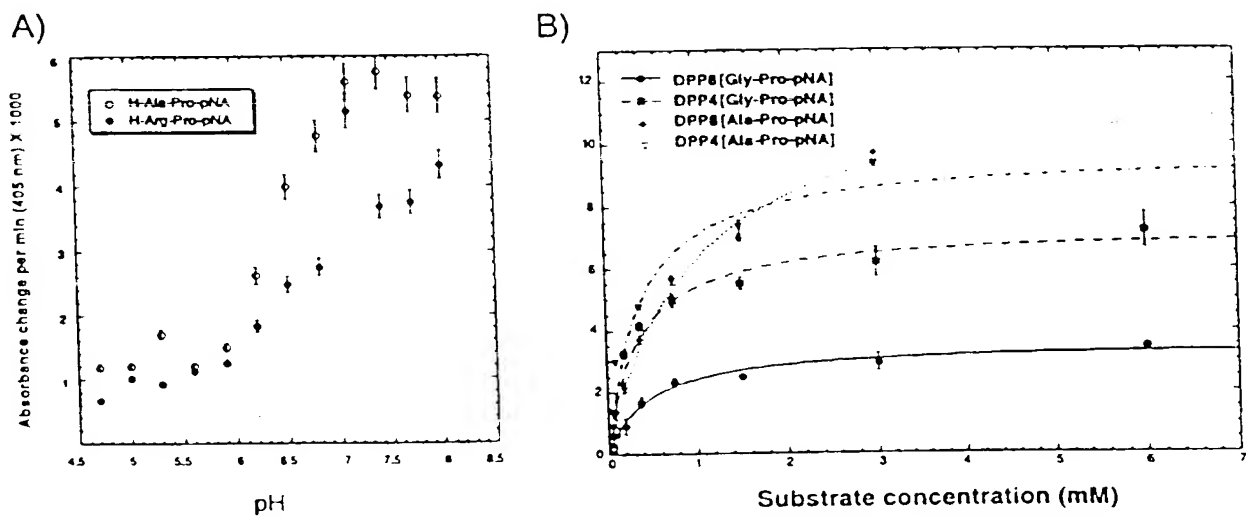 A)
B)
Absorbance change per min (405 nm) X 1000
6
5
4
3
2
1
H-Ala-Pro-pNA
H-Arg-Pro-pNA
4.5 5 5.5 6 6.5 7 7.5 8 8.5
pH
12
10
8
6
4
2
0
DPP8[Gly-Pro-pNA]
DPP4[Gly-Pro-pNA]
DPP8[Ala-Pro-pNA]
DPP4[Ala-Pro-pNA]
0 1 2 3 4 5 6 7
Substrate concentration (mM)